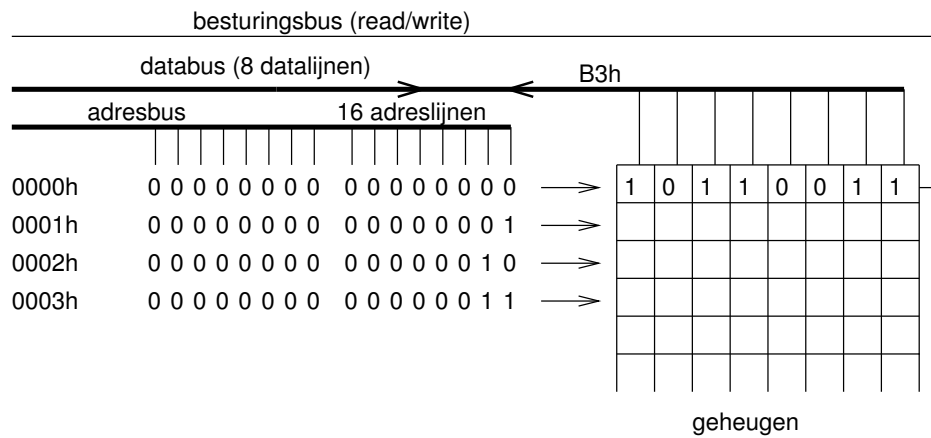 besturingsbus (read/write)
databus (8 datalijnen) B3h
adresbus 16 adreslijnen
0000h 0 0 0 0 0 0 0 0 0 0 0 0 0 0 0 0 1 0 1 1 0 0 1 1
0001h 0 0 0 0 0 0 0 0 0 0 0 0 0 0 0 1
0002h 0 0 0 0 0 0 0 0 0 0 0 0 0 0 1 0
0003h 0 0 0 0 0 0 0 0 0 0 0 0 0 0 1 1
geheugen